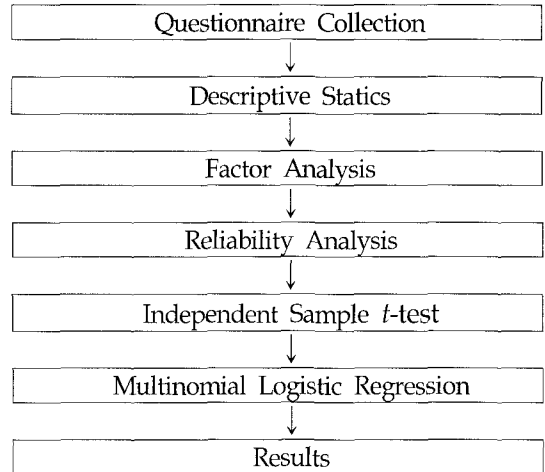 Questionnaire Collection
Descriptive Statics
Factor Analysis
Reliability Analysis
Independent Sample t-test
Multinomial Logistic Regression
Results